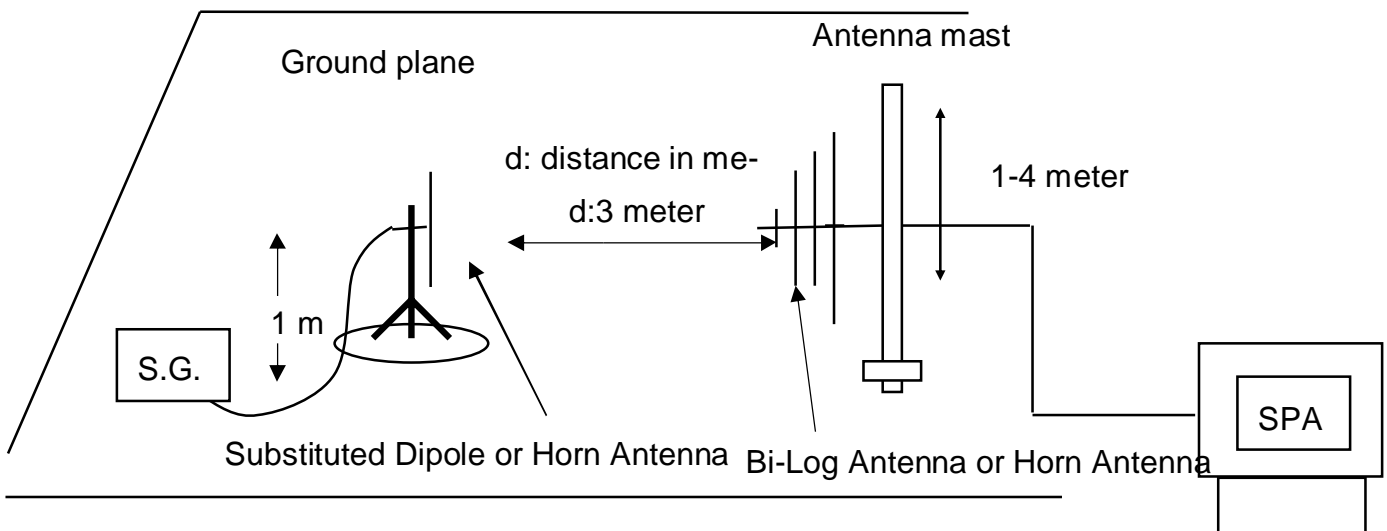 Antenna mast
Ground plane
d: distance in me-
d:3 meter
1-4 meter
1 m
S.G.
SPA
Substituted Dipole or Horn Antenna
Bi-Log Antenna or Horn Antenna